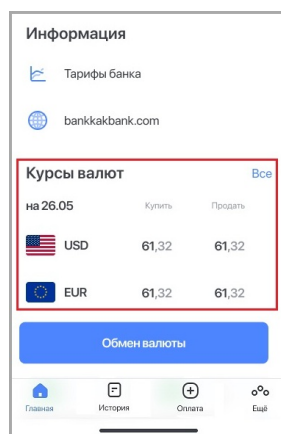 Информация
Тарифы банка
bankkakbank.com
Курсы валют Все
на 26.05 Купить Продать
USD 61,32 61,32
EUR 61,32 61,32
Обмен валюты
Главная История Оплата Ещё